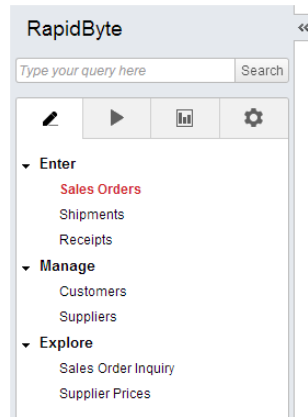 RapidByte
Type your query here
Search
Enter
Sales Orders
Shipments
Receipts
Manage
Customers
Suppliers
Explore
Sales Order Inquiry
Supplier Prices